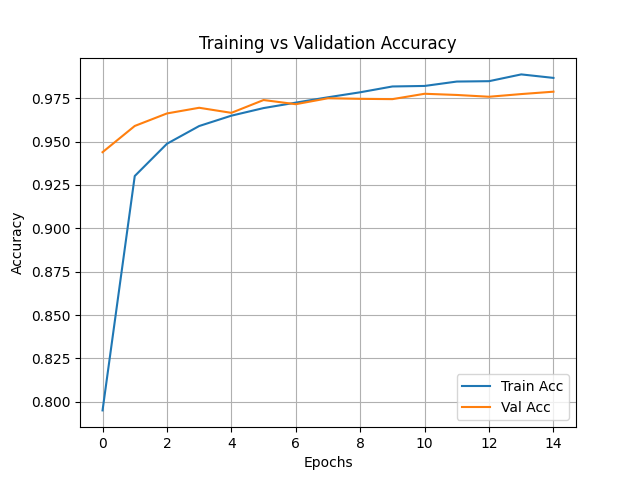 Training vs Validation Accuracy
Accuracy
0.975
0.950
0.925
0.900
0.875
0.850
0.825
0.800
Train Acc
Val Acc
0 2 4 6 8 10 12 14
Epochs